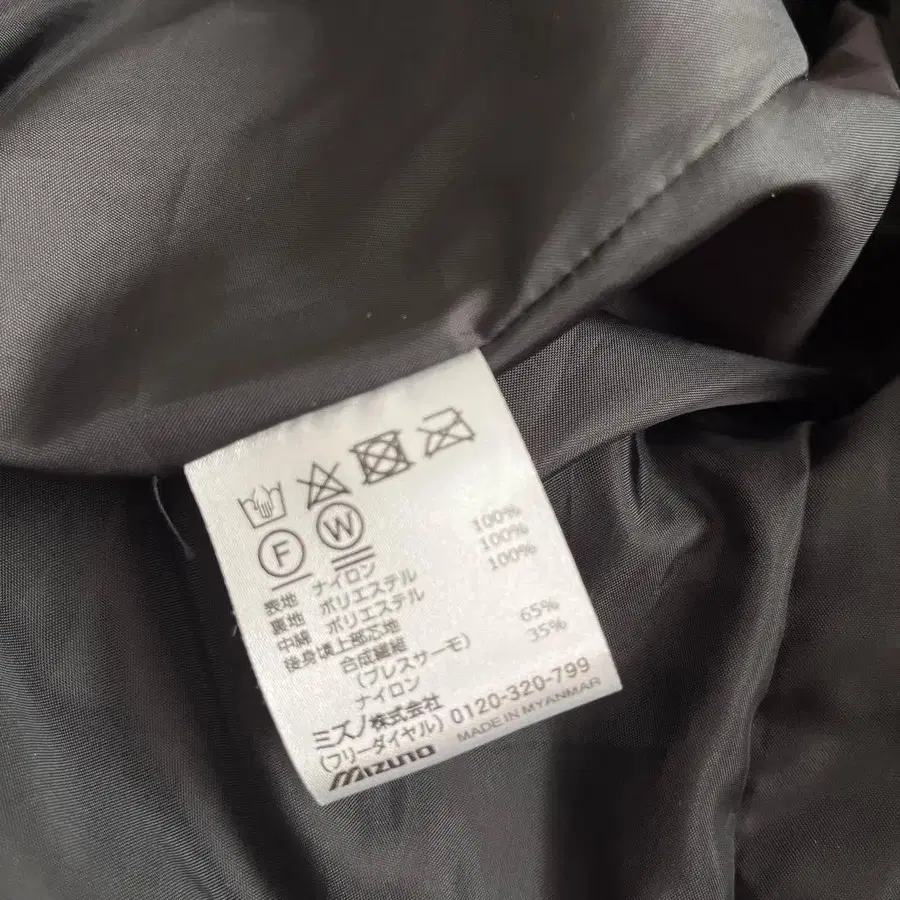 F W
表地 ナイロン 100%
裏地 ポリエステル 100%
中綿 ポリエステル 100%
後身頃上部芯地
合成繊維 65%
(ブレスサーモ)
ナイロン 35%
ミズノ株式会社
(フリーダイヤル) 0120-320-799
MIZUNO MADE IN MYANMAR